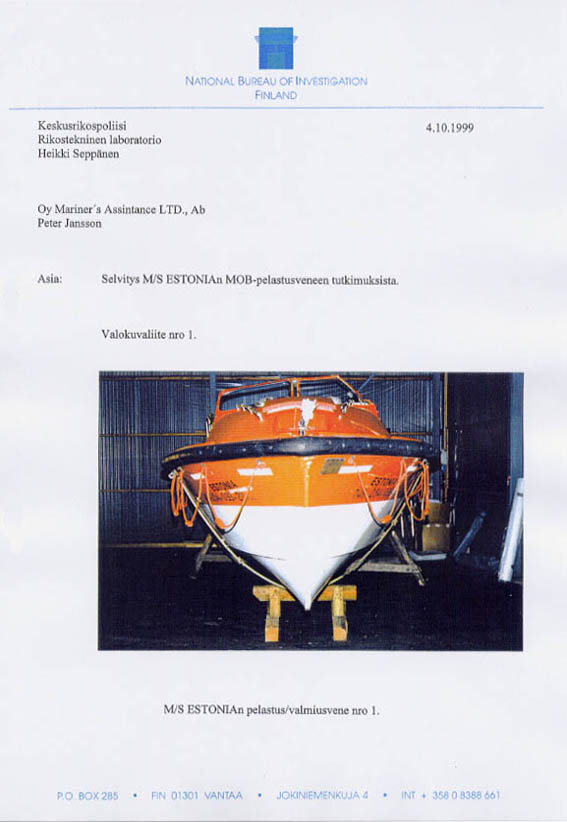 NATIONAL BUREAU OF INVESTIGATION
FINLAND
Keskusrikospoliisi 4.10.1999
Rikostekninen laboratorio
Heikki Seppänen
Oy Mariner´s Assintance LTD., Ab
Peter Jansson
Asia: Selvitys M/S ESTONIAn MOB-pelastusveneen tutkimuksista.
Valokuvaliite nro 1.
ESTONIA ESTONIA
M/S ESTONIAn pelastus/valmiusvene nro 1.
P.O. BOX 285 • FIN 01301 VANTAA • JOKINIEMENKUJA 4 • INT + 358 0 8388 661